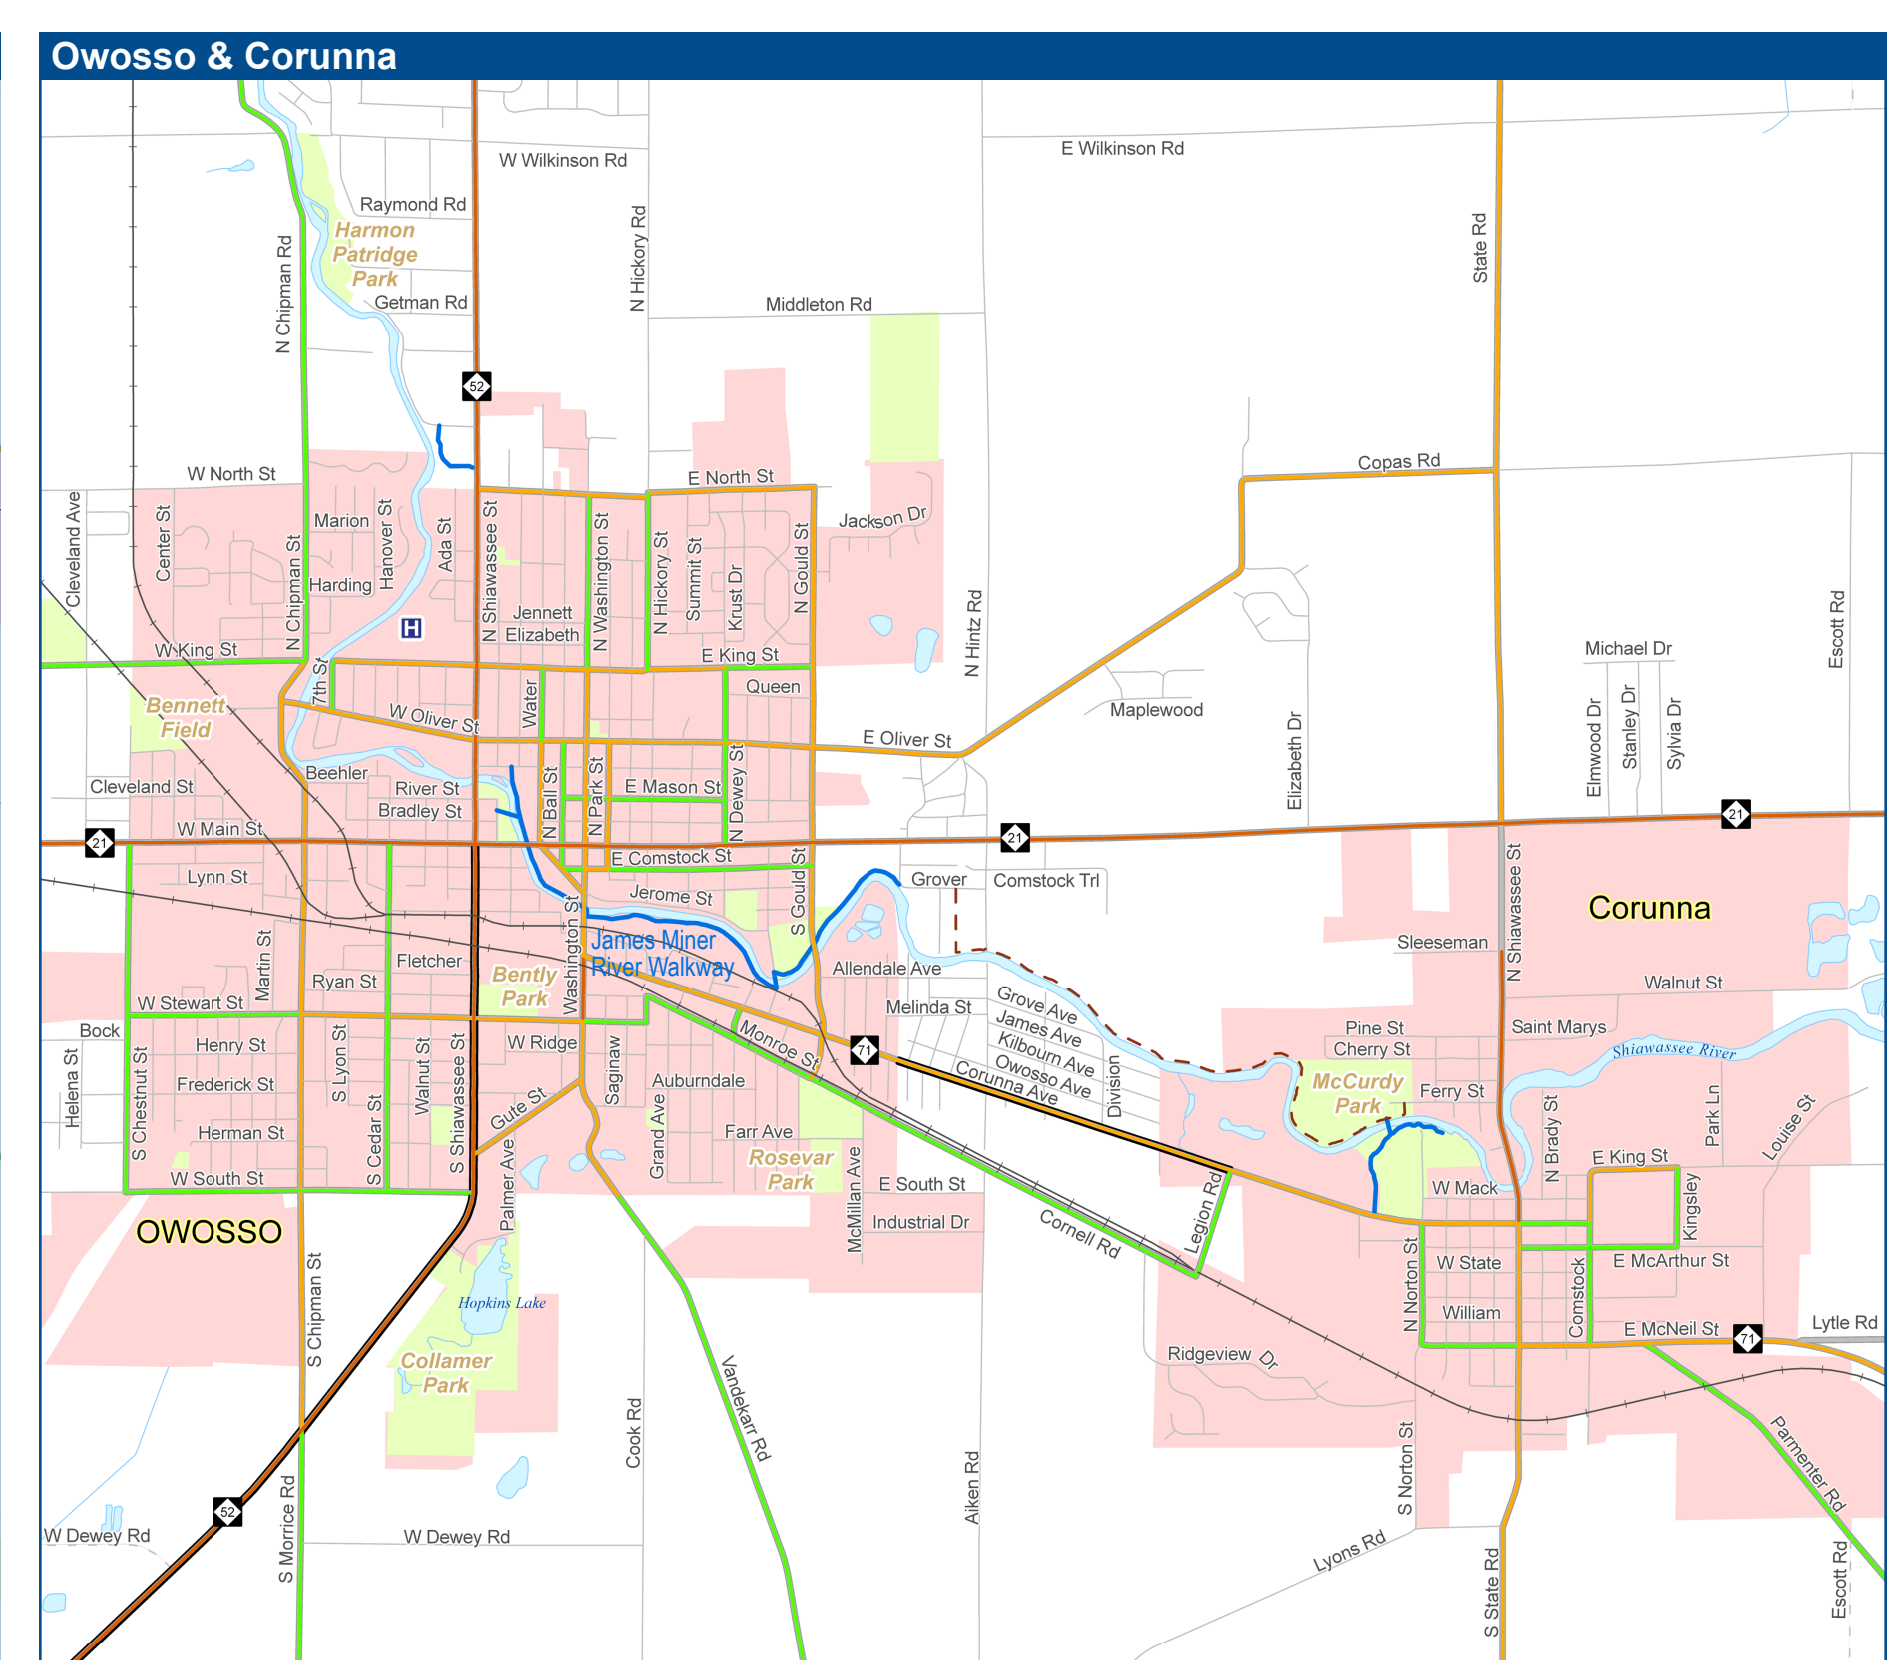 Owosso & Corunna
W Wilkinson Rd
E Wilkinson Rd
Raymond Rd
Harmon
Patridge
Park
N Chipman Rd
N Hickory Rd
State Rd
Getman Rd
Middleton Rd
52
W North St
E North St
Copas Rd
Cleveland Ave
Center St
Marion
Hanover St
Ada St
N Shiawassee St
N Washington St
N Hickory St
Summit St
Krust Dr
N Gould St
Jackson Dr
N Chipman St
Harding
H
Jennett
Elizabeth
N Hintz Rd
Escott Rd
W King St
E King St
Michael Dr
7th St
Water
Queen
Bennett
Field
W Oliver St
E Oliver St
Maplewood
Elizabeth Dr
Elmwood Dr
Stanley Dr
Sylvia Dr
Beehler
Cleveland St
River St
Bradley St
N Ball St
N Park St
E Mason St
N Dewey St
W Main St
21
21
21
E Comstock St
Lynn St
Jerome St
S Gould St
Grover
Comstock Trl
N Shiawassee St
Corunna
Washington St
James Miner
River Walkway
Sleeseman
Martin St
Ryan St
Fletcher
Bently
Park
Allendale Ave
Walnut St
W Stewart St
Melinda St
Grove Ave
James Ave
Kilbourn Ave
Owosso Ave
Corunna Ave
Division
Pine St
Cherry St
Saint Marys
Shiawassee River
Bock
Henry St
S Lyon St
Walnut St
S Shiawassee St
W Ridge
Saginaw
Monroe St
71
Helena St
S Chestnut St
Frederick St
Auburndale
McCurdy
Park
Ferry St
Gute St
Grand Ave
Herman St
S Cedar St
Farr Ave
N Brady St
Park Ln
Louise St
Rosevar
Park
W South St
Palmer Ave
McMillan Ave
E South St
Industrial Dr
Legion Rd
Cornell Rd
W Mack
E King St
Kingsley
OWOSSO
S Chipman St
Hopkins Lake
N Norton St
W State
William
Comstock
E McArthur St
E McNeil St
71
Lytle Rd
Collamer
Park
Ridgeview Dr
Vandekarr Rd
Cook Rd
Aiken Rd
S Norton St
Parmenter Rd
52
S Morrice Rd
W Dewey Rd
W Dewey Rd
Lyons Rd
S State Rd
Escott Rd